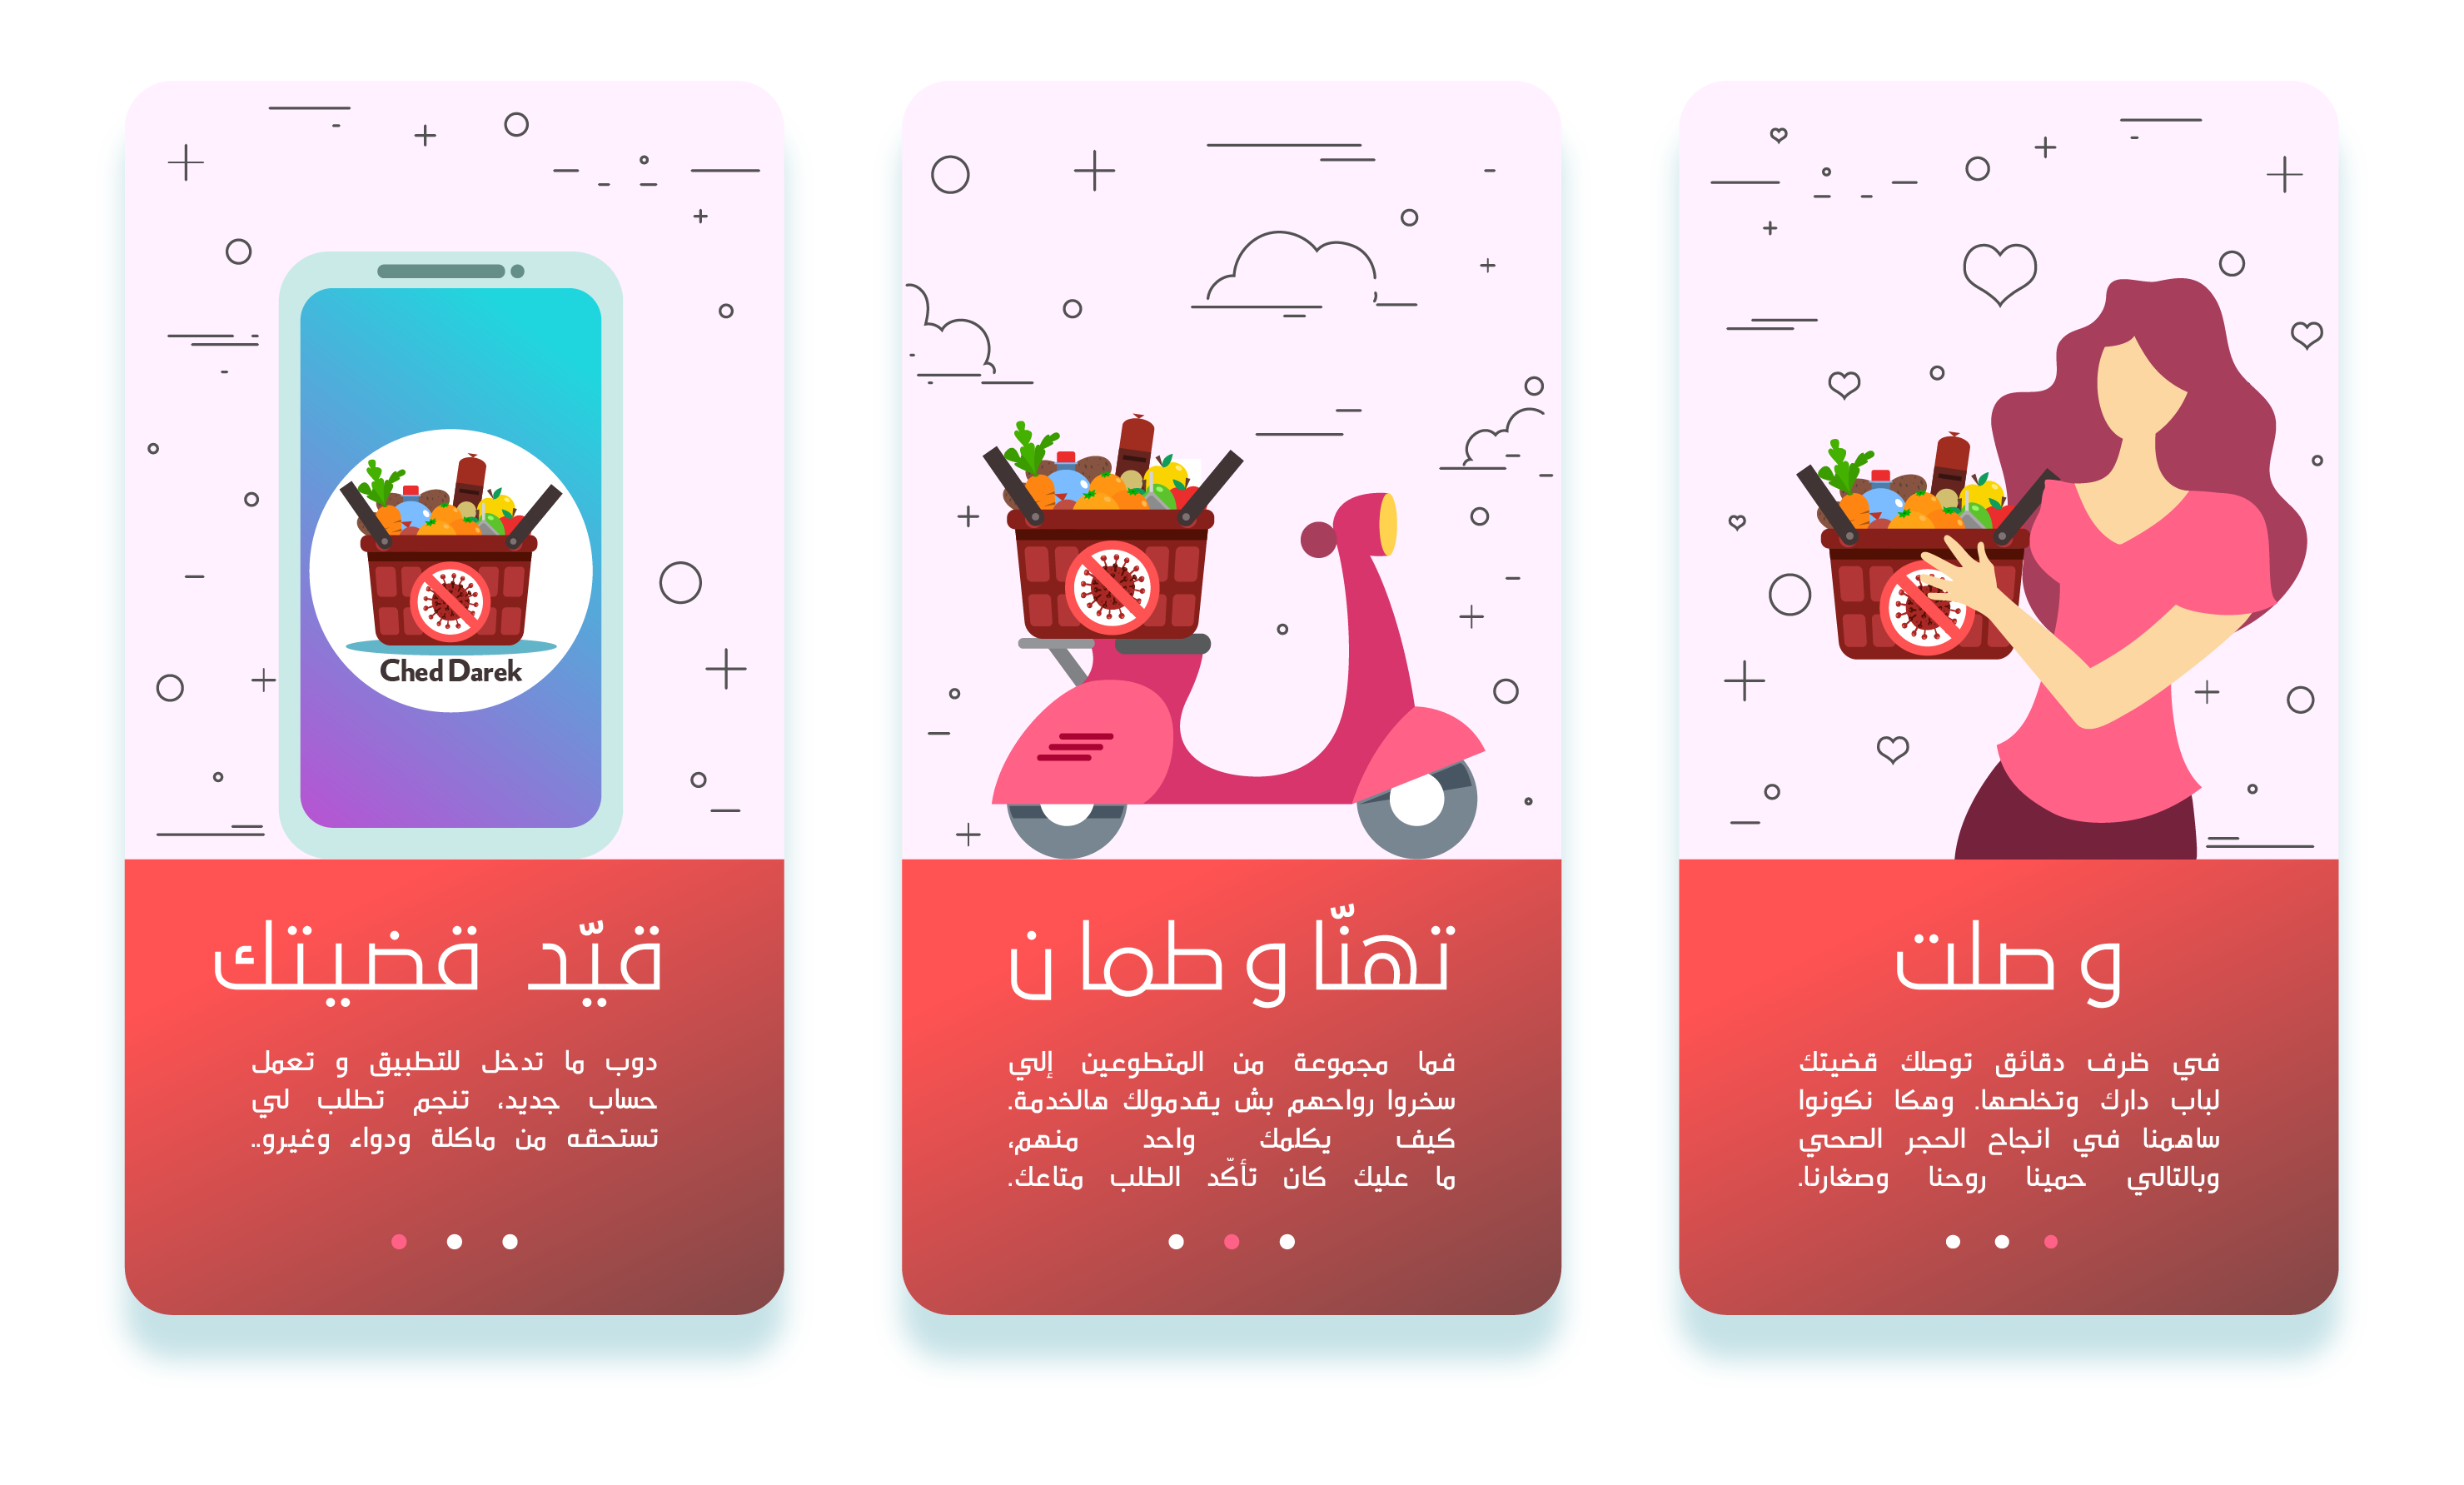 Ched Darek
قيّد قضيتك
دوب ما تدخل للتطبيق و تعمل
حساب جديد، تنجم تطلب لي
تستحقه من ماكلة ودواء وغيرو..
تهنّا وطمان
فما مجموعة من المتطوعين إلي
سخروا رواحهم بش يقدمولك هالخدمة.
كيف يكلمك واحد منهم،
ما عليك كان تأكّد الطلب متاعك.
وصلت
في ظرف دقائق توصلك قضيتك
لباب دارك وتخلصها. وهكا نكونوا
ساهمنا في انجاح الحجر الصحي
وبالتالي حمينا روحنا وصغارنا.